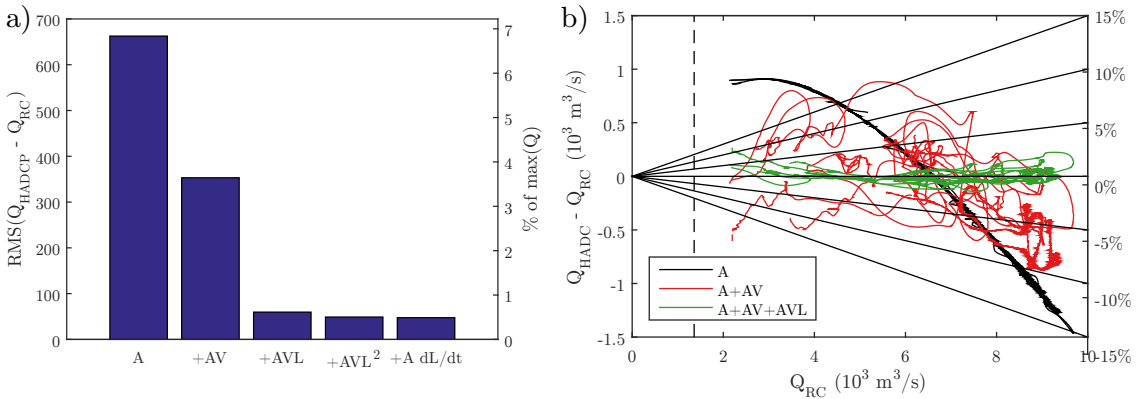 a)
700
600
500
400
300
200
100
0
RMS(Q_HADCP - Q_RC)
7
6
5
4
3
2
1
0
% of max(Q)
A
+AV
+AVL
+AVL²
+A dL/dt
b)
1.5
1
0.5
0
-0.5
-1
-1.5
Q_HADC - Q_RC (10³ m³/s)
15%
10%
5%
0%
-5%
-10%
-15%
A
A+AV
A+AV+AVL
0
2
4
6
8
10
Q_RC (10³ m³/s)